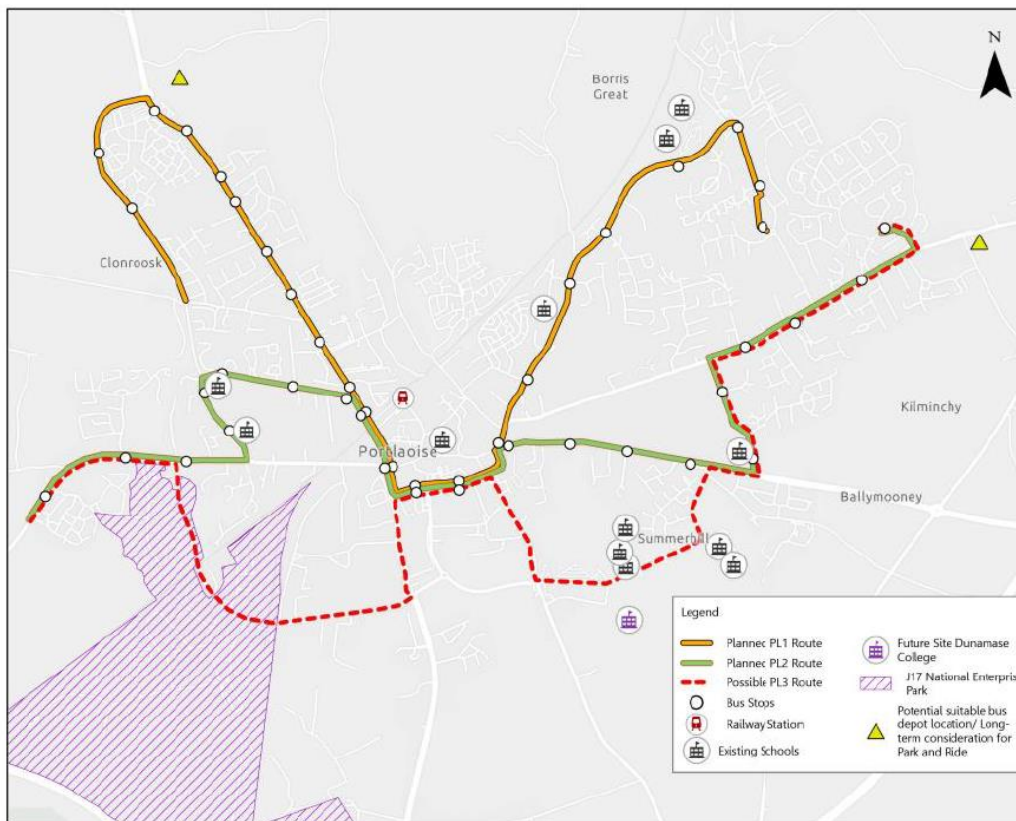 N
Borris
Great
Clonroosk
Kilminchy
Portlaoise
Ballymooney
Summerhill
Legend
Planned PL1 Route
Planned PL2 Route
Possible PL3 Route
Bus Stops
Railway Station
Existing Schools
Future Site Dunamase
College
J17 National Enterpris
Park
Potential suitable bus
depot location/ Long-
term consideration for
Park and Ride